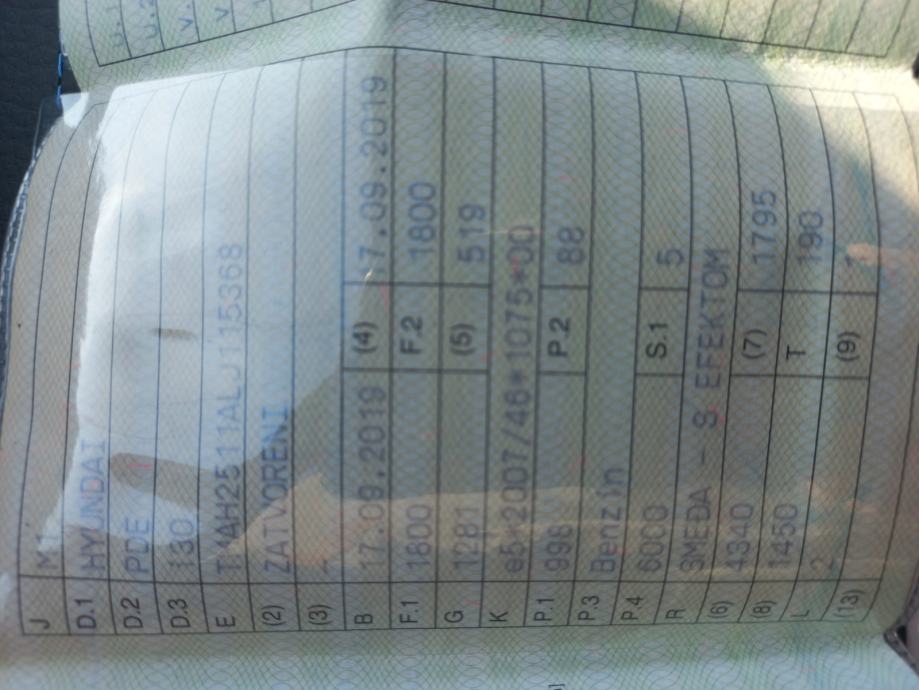 J M1
D.1 HYUNDAI
D.2 PDE
D.3 I30
E TMAH2511ALJ115368
(2) ZATVORENI
(3) -
B 17.09.2019 (4) 17.09.2019
F.1 1800 F.2 1800
G 1281 (5) 519
K e5*2007/46*1075*00
P.1 998 P.2 88
P.3 Benzin
P.4 6000 S.1 5
R SMEĐA - S EFEKTOM
(6) 4340 (7) 1795
(8) 1450 T 190
L 2
(13) (9)